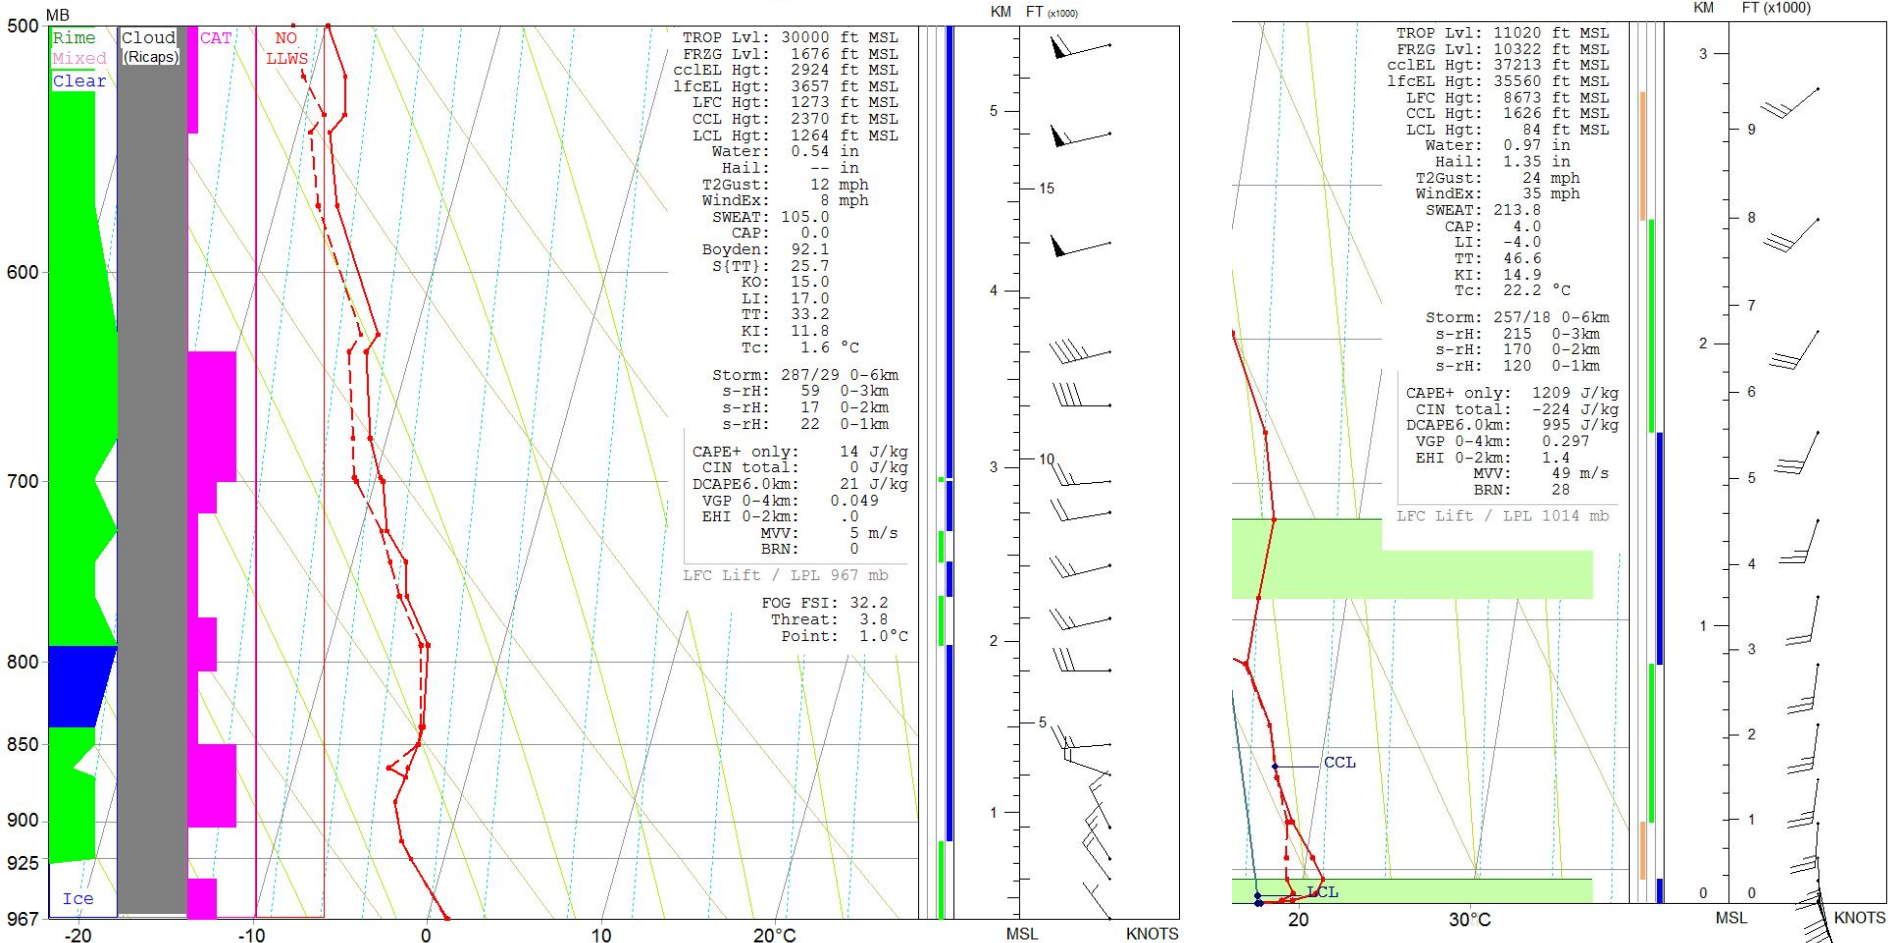 MB
500
600
700
800
850
900
925
967
Rime
Mixed
Clear
Ice
Cloud
(Ricaps)
CAT
NO
LLWS
TROP Lvl: 30000 ft MSL
FRZG Lvl: 1676 ft MSL
cclEL Hgt: 2924 ft MSL
lfcEL Hgt: 3657 ft MSL
LFC Hgt: 1273 ft MSL
CCL Hgt: 2370 ft MSL
LCL Hgt: 1264 ft MSL
Water: 0.54 in
Hail: -- in
T2Gust: 12 mph
WindEx: 8 mph
SWEAT: 105.0
CAP: 0.0
Boyden: 92.1
S{TT}: 25.7
KO: 15.0
LI: 17.0
TT: 33.2
KI: 11.8
Tc: 1.6 °C
Storm: 287/29 0-6km
s-rH: 59 0-3km
s-rH: 17 0-2km
s-rH: 22 0-1km
CAPE+ only: 14 J/kg
CIN total: 0 J/kg
DCAPE6.0km: 21 J/kg
VGP 0-4km: 0.049
EHI 0-2km: .0
MVV: 5 m/s
BRN: 0
LFC Lift / LPL 967 mb
FOG FSI: 32.2
Threat: 3.8
Point: 1.0°C
-20 -10 0 10 20°C
KM FT (x1000)
5
15
4
3
10
2
5
1
MSL KNOTS
TROP Lvl: 11020 ft MSL
FRZG Lvl: 10322 ft MSL
cclEL Hgt: 37213 ft MSL
lfcEL Hgt: 35560 ft MSL
LFC Hgt: 8673 ft MSL
CCL Hgt: 1626 ft MSL
LCL Hgt: 84 ft MSL
Water: 0.97 in
Hail: 1.35 in
T2Gust: 24 mph
WindEx: 35 mph
SWEAT: 213.8
CAP: 4.0
LI: -4.0
TT: 46.6
KI: 14.9
Tc: 22.2 °C
Storm: 257/18 0-6km
s-rH: 215 0-3km
s-rH: 170 0-2km
s-rH: 120 0-1km
CAPE+ only: 1209 J/kg
CIN total: -224 J/kg
DCAPE6.0km: 995 J/kg
VGP 0-4km: 0.297
EHI 0-2km: 1.4
MVV: 49 m/s
BRN: 28
LFC Lift / LPL 1014 mb
CCL
LCL
20 30°C
KM FT (x1000)
3
9
8
7
2
6
5
4
1
3
2
1
0 0
MSL KNOTS